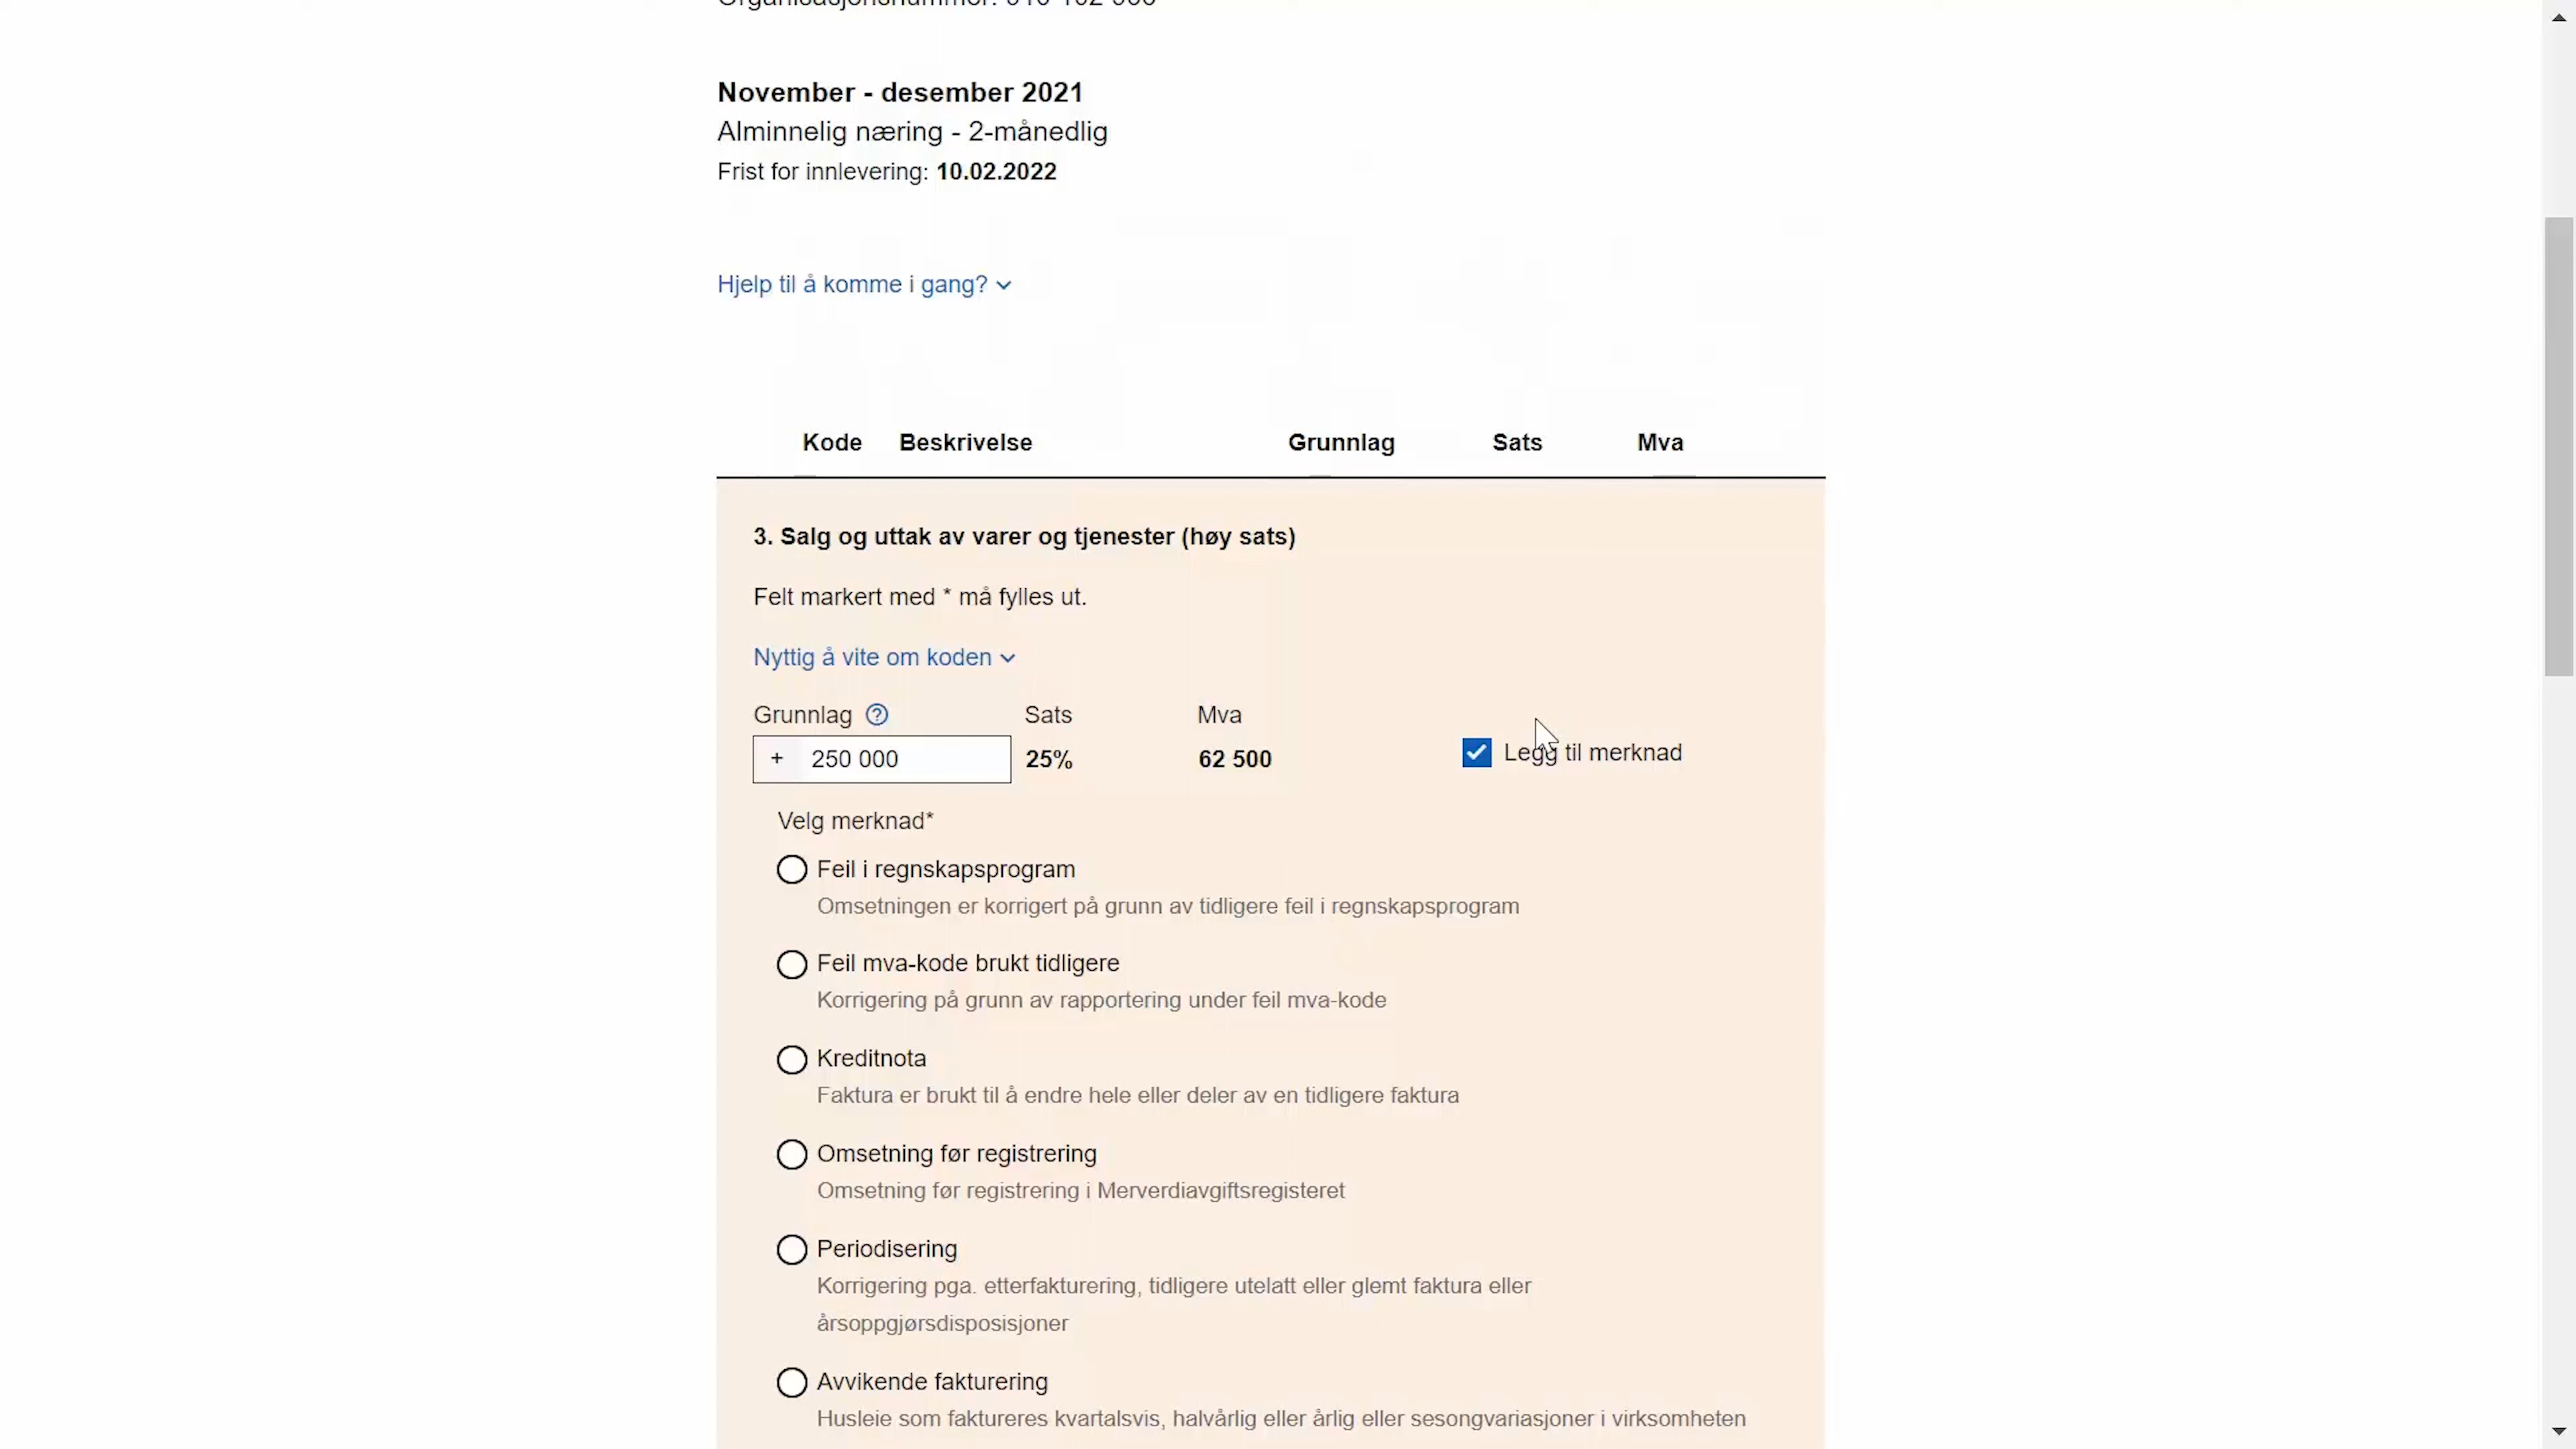 November - desember 2021
Alminnelig næring - 2-månedlig
Frist for innlevering: 10.02.2022
Hjelp til å komme i gang?
Kode Beskrivelse Grunnlag Sats Mva
3. Salg og uttak av varer og tjenester (høy sats)
Felt markert med * må fylles ut.
Nyttig å vite om koden
Grunnlag ? Sats Mva
+ 250 000 25% 62 500 Legg til merknad
Velg merknad*
Feil i regnskapsprogram
Omsetningen er korrigert på grunn av tidligere feil i regnskapsprogram
Feil mva-kode brukt tidligere
Korrigering på grunn av rapportering under feil mva-kode
Kreditnota
Faktura er brukt til å endre hele eller deler av en tidligere faktura
Omsetning før registrering
Omsetning før registrering i Merverdiavgiftsregisteret
Periodisering
Korrigering pga. etterfakturering, tidligere utelatt eller glemt faktura eller
årsoppgjørsdisposisjoner
Avvikende fakturering
Husleie som faktureres kvartalsvis, halvårlig eller årlig eller sesongvariasjoner i virksomheten